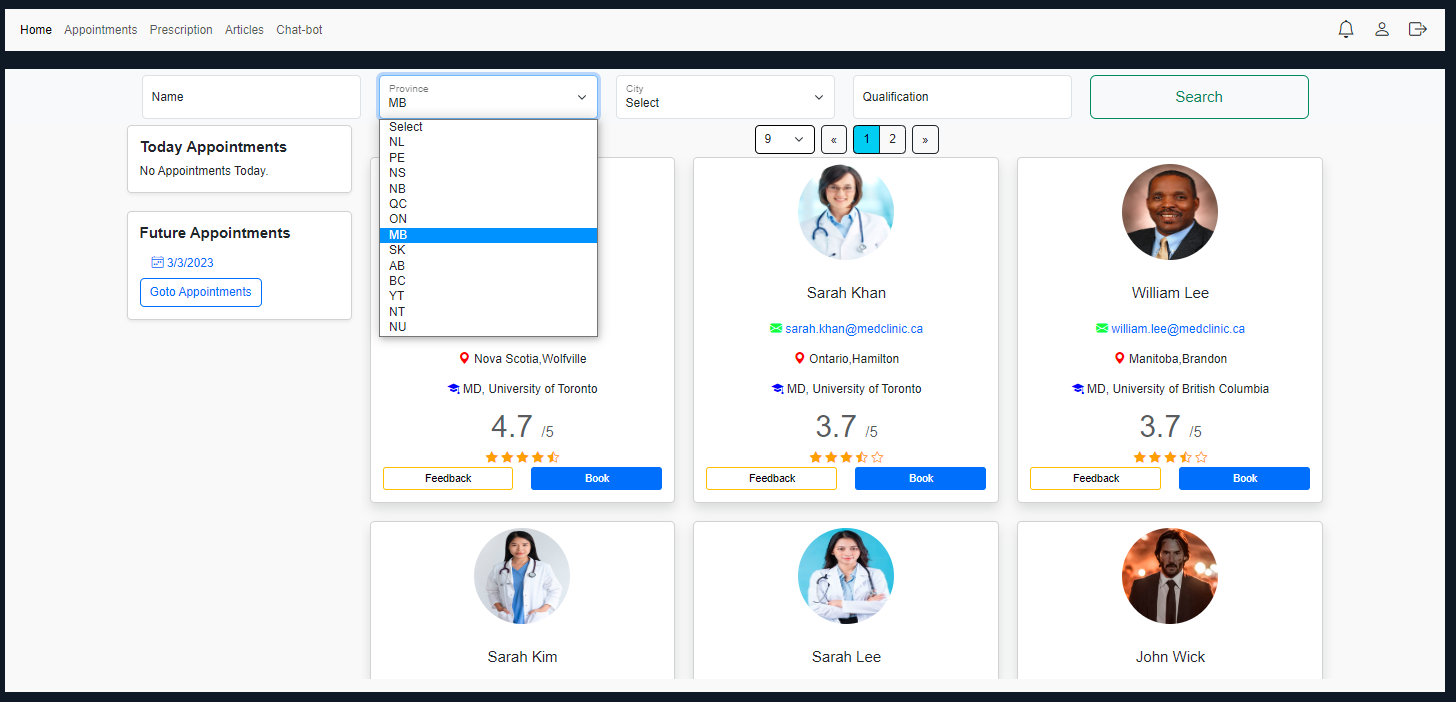 Home Appointments Prescription Articles Chat-bot
Name
Province
MB
City
Select
Qualification
Search
Select
NL
PE
NS
NB
QC
ON
MB
SK
AB
BC
YT
NT
NU
Today Appointments
No Appointments Today.
Future Appointments
3/3/2023
Goto Appointments
9 « 1 2 »
Nova Scotia,Wolfville
MD, University of Toronto
4.7 /5
Feedback Book
Sarah Khan
sarah.khan@medclinic.ca
Ontario,Hamilton
MD, University of Toronto
3.7 /5
Feedback Book
William Lee
william.lee@medclinic.ca
Manitoba,Brandon
MD, University of British Columbia
3.7 /5
Feedback Book
Sarah Kim
Sarah Lee
John Wick